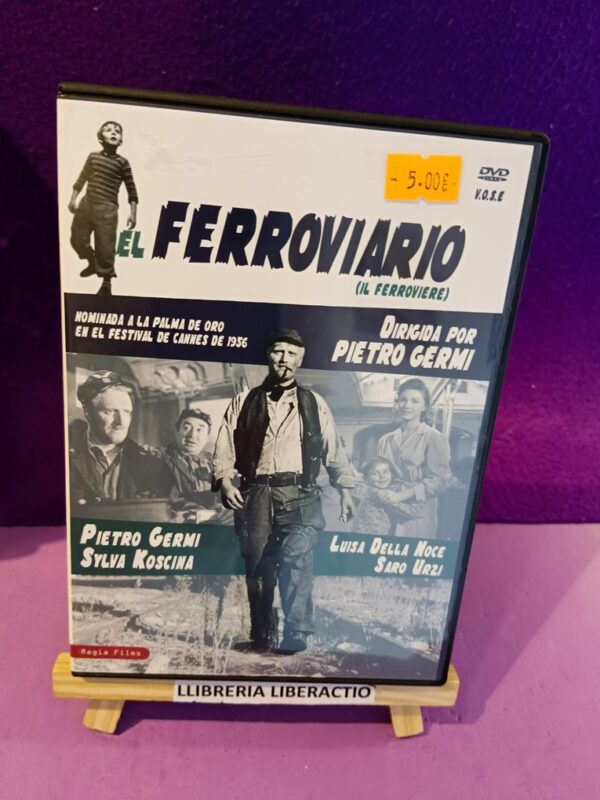 5.00€
DVD
VIDEO
V.O.S.E
EL FERROVIARIO
(IL FERROVIERE)
NOMINADA A LA PALMA DE ORO
EN EL FESTIVAL DE CANNES DE 1956
DIRIGIDA POR
PIETRO GERMI
PIETRO GERMI
SYLVA KOSCINA
LUISA DELLA NOCE
SARO URZI
Regia Films
LLIBRERIA LIBERACTIO